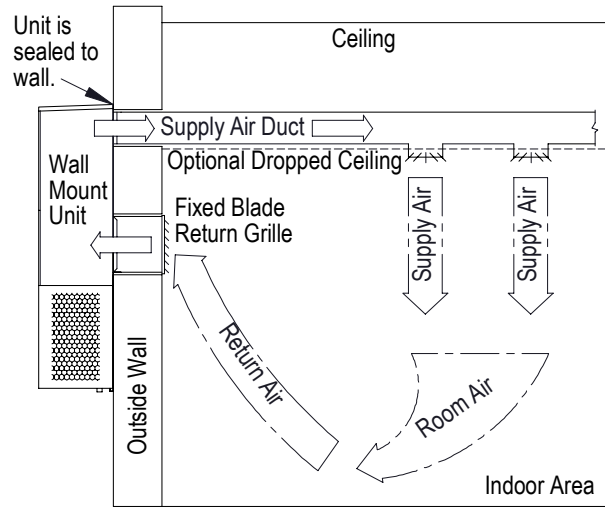 Unit is
sealed to
wall.
Ceiling
Supply Air Duct
Optional Dropped Ceiling
Wall
Mount
Unit
Fixed Blade
Return Grille
Supply Air
Supply Air
Return Air
Room Air
Outside Wall
Indoor Area